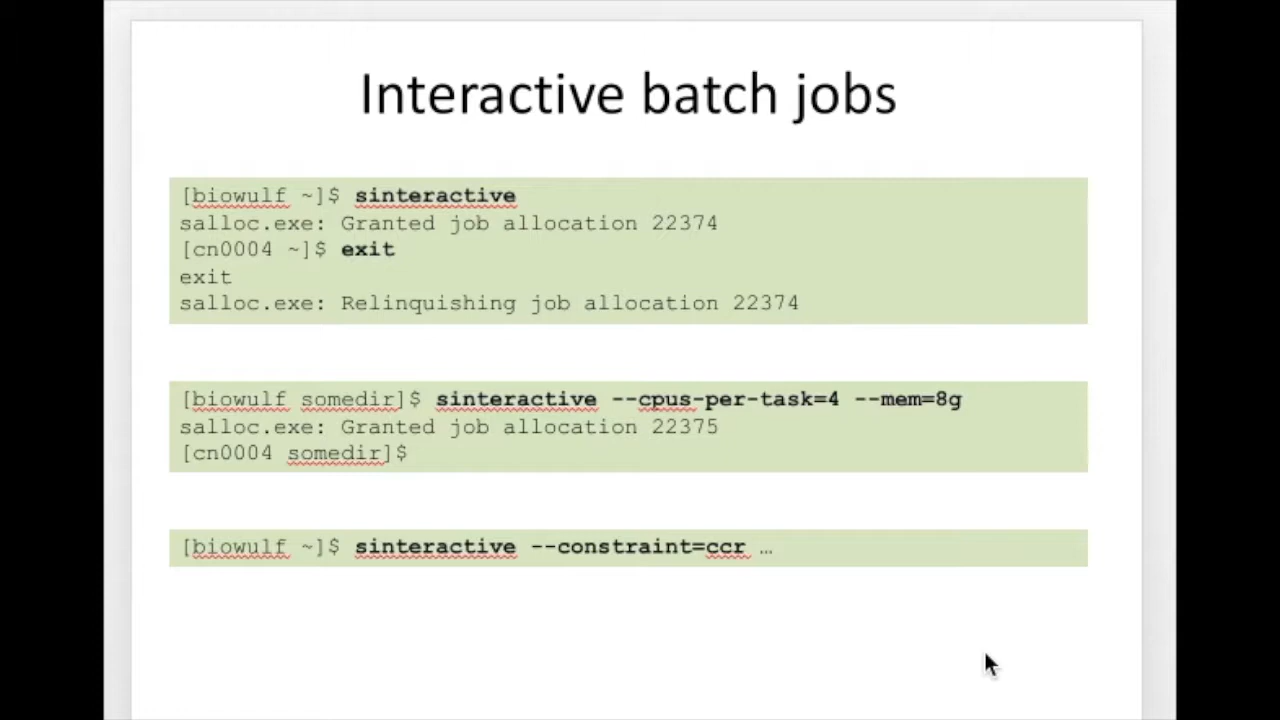 Interactive batch jobs
[biowulf ~]$ sinteractive
salloc.exe: Granted job allocation 22374
[cn0004 ~]$ exit
exit
salloc.exe: Relinquishing job allocation 22374
[biowulf somedir]$ sinteractive --cpus-per-task=4 --mem=8g
salloc.exe: Granted job allocation 22375
[cn0004 somedir]$
[biowulf ~]$ sinteractive --constraint=ccr …